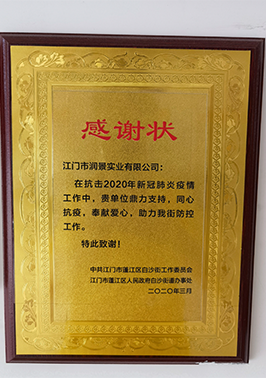 感谢状
江门市润景实业有限公司：
在抗击2020年新冠肺炎疫情
工作中，贵单位鼎力支持，同心
抗疫，奉献爱心，助力我街防控
工作。
特此致谢！
中共江门市蓬江区白沙街工作委员会
江门市蓬江区人民政府白沙街道办事处
二〇二〇年三月